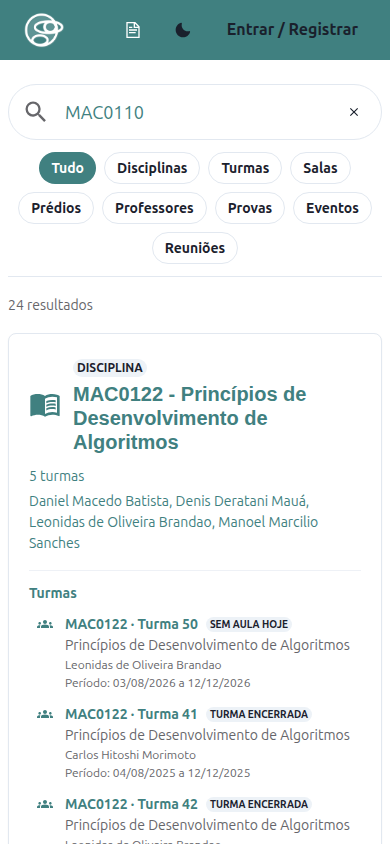 Entrar / Registrar
MAC0110
Tudo
Disciplinas
Turmas
Salas
Prédios
Professores
Provas
Eventos
Reuniões
24 resultados
DISCIPLINA
MAC0122 - Princípios de
Desenvolvimento de
Algoritmos
5 turmas
Daniel Macedo Batista, Denis Deratani Mauá,
Leonidas de Oliveira Brandao, Manoel Marcilio
Sanches
Turmas
MAC0122 · Turma 50 SEM AULA HOJE
Princípios de Desenvolvimento de Algoritmos
Leonidas de Oliveira Brandao
Período: 03/08/2026 a 12/12/2026
MAC0122 · Turma 41 TURMA ENCERRADA
Princípios de Desenvolvimento de Algoritmos
Carlos Hitoshi Morimoto
Período: 04/08/2025 a 12/12/2025
MAC0122 · Turma 42 TURMA ENCERRADA
Princípios de Desenvolvimento de Algoritmos
Leonidas de Oliveira Brandao